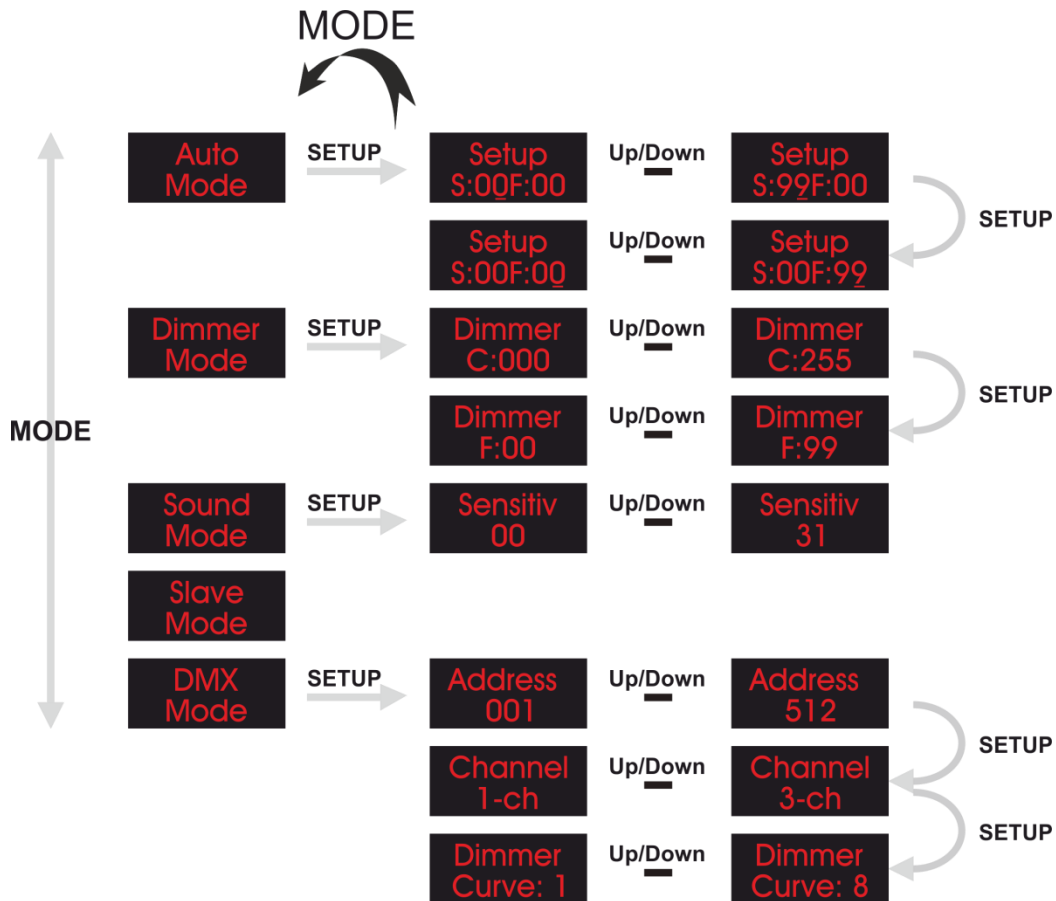 MODE
Auto
Mode
SETUP
Setup
S:00F:00
Up/Down
Setup
S:99F:00
SETUP
Setup
S:00F:00
Up/Down
Setup
S:00F:99
Dimmer
Mode
SETUP
Dimmer
C:000
Up/Down
Dimmer
C:255
SETUP
Dimmer
F:00
Up/Down
Dimmer
F:99
MODE
Sound
Mode
SETUP
Sensitiv
00
Up/Down
Sensitiv
31
Slave
Mode
DMX
Mode
SETUP
Address
001
Up/Down
Address
512
SETUP
Channel
1-ch
Up/Down
Channel
3-ch
SETUP
Dimmer
Curve: 1
Up/Down
Dimmer
Curve: 8